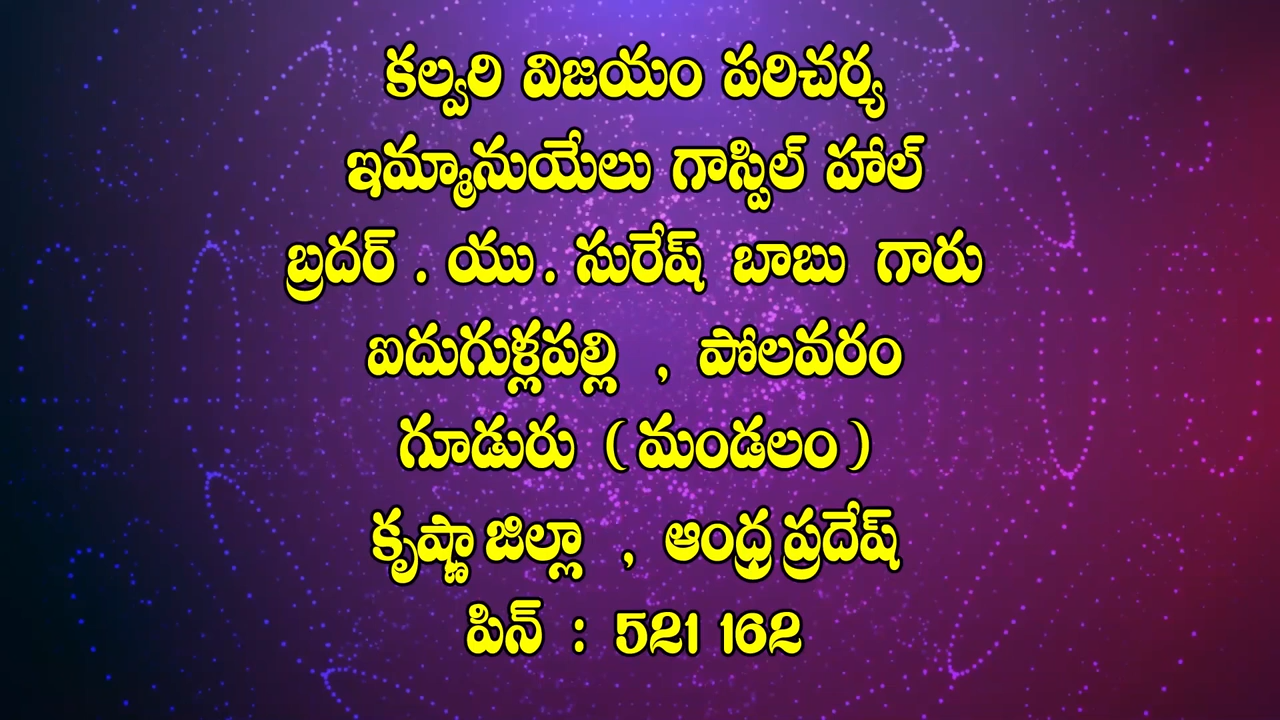 కల్వరి విజయం పరిచర్య
ఇమ్మానుయేలు గాస్పిల్ హాల్
బ్రదర్ . యు . సురేష్ బాబు గారు
ఐదుగుళ్లపల్లి , పోలవరం
గూడురు ( మండలం )
కృష్ణా జిల్లా , ఆంధ్ర ప్రదేష్
పిన్ : 521 162